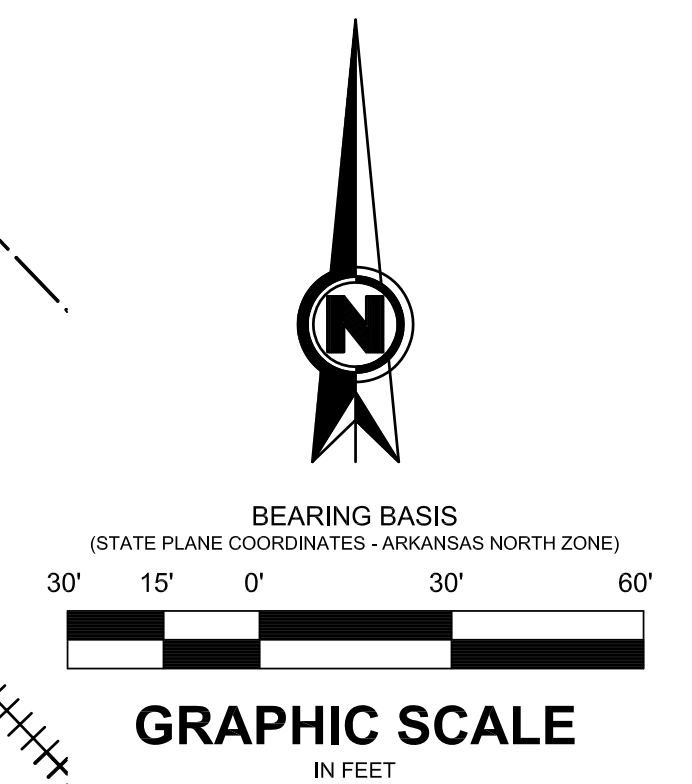 N
BEARING BASIS
(STATE PLANE COORDINATES - ARKANSAS NORTH ZONE)
30' 15' 0' 30' 60'
GRAPHIC SCALE
IN FEET